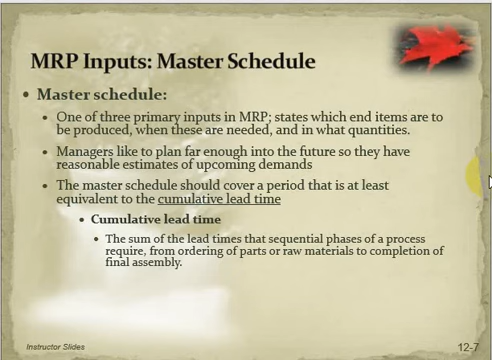 MRP Inputs: Master Schedule
• Master schedule:
• One of three primary inputs in MRP; states which end items are to
be produced, when these are needed, and in what quantities.
• Managers like to plan far enough into the future so they have
reasonable estimates of upcoming demands
• The master schedule should cover a period that is at least
equivalent to the cumulative lead time
• Cumulative lead time
• The sum of the lead times that sequential phases of a process
require, from ordering of parts or raw materials to completion of
final assembly.
Instructor Slides
12-7